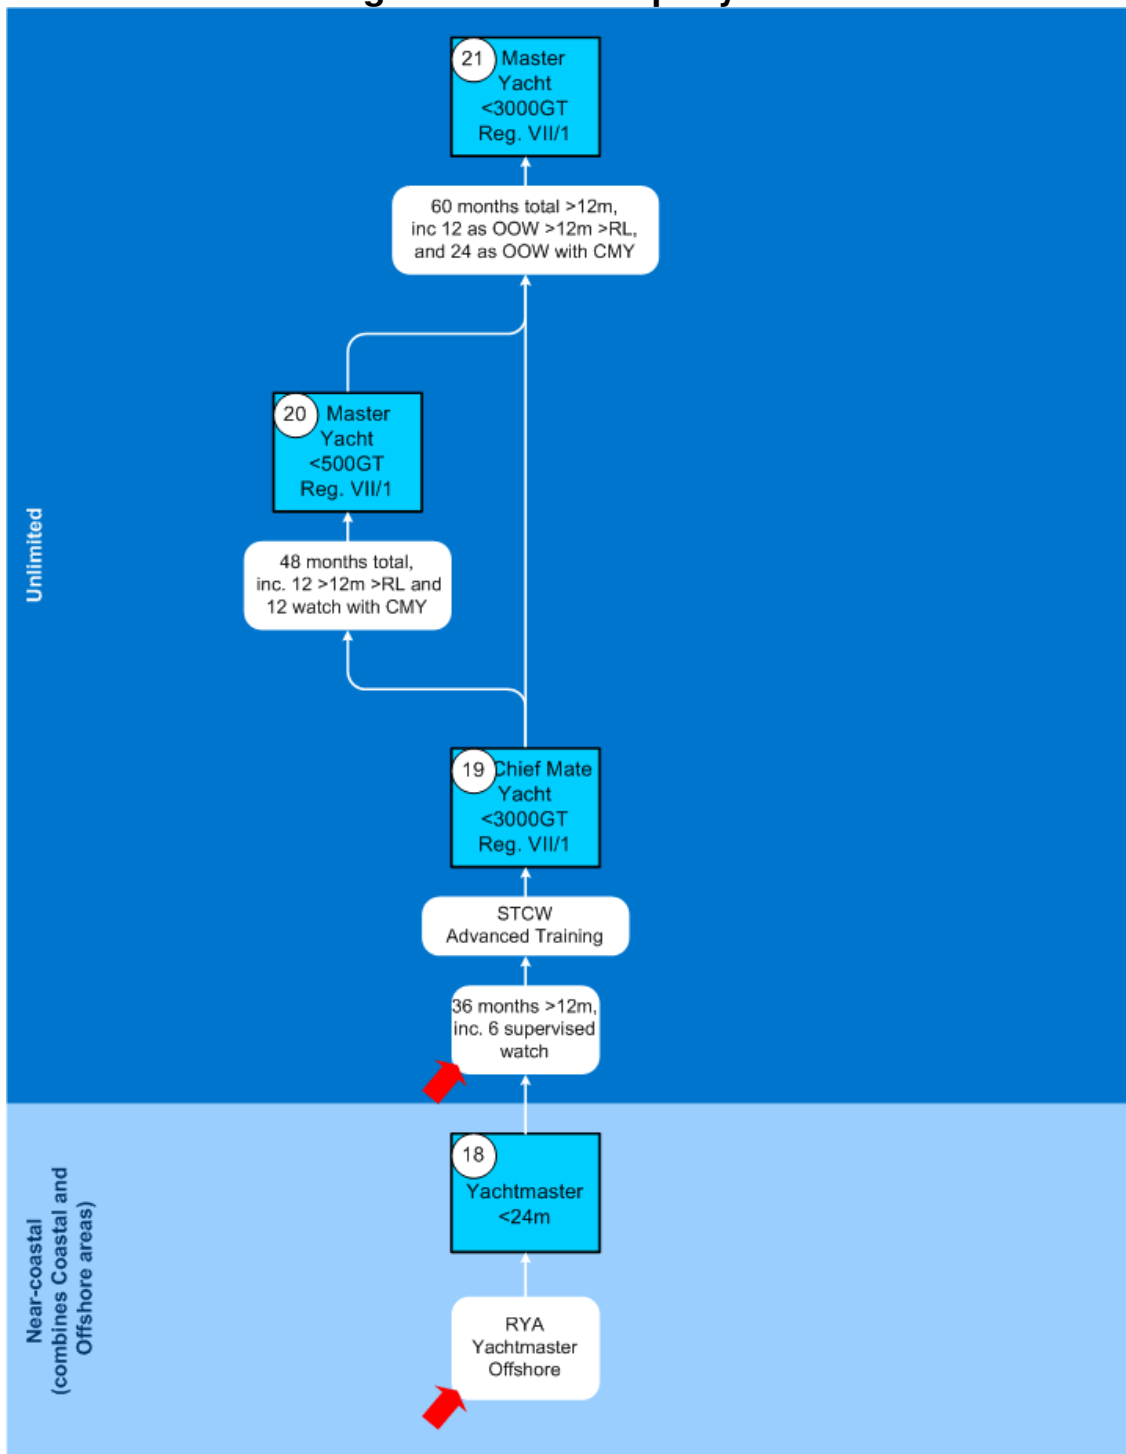 21 Master
Yacht
<3000GT
Reg. VII/1
60 months total >12m,
inc 12 as OOW >12m >RL,
and 24 as OOW with CMY
20 Master
Yacht
<500GT
Reg. VII/1
48 months total,
inc. 12 >12m >RL and
12 watch with CMY
Unlimited
19 Chief Mate
Yacht
<3000GT
Reg. VII/1
STCW
Advanced Training
36 months >12m,
inc. 6 supervised
watch
18
Yachtmaster
<24m
Near-coastal
(combines Coastal and
Offshore areas)
RYA
Yachtmaster
Offshore